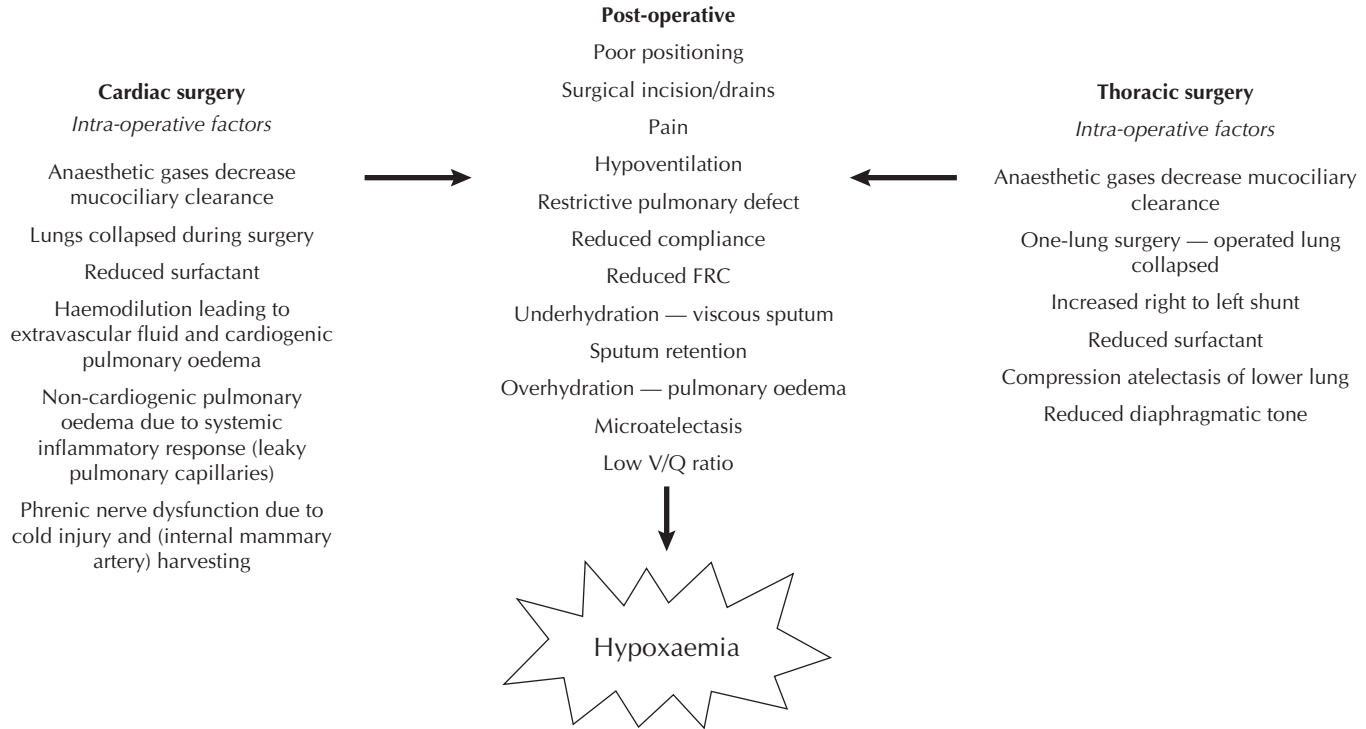 Cardiac surgery
Intra-operative factors
Anaesthetic gases decrease
mucociliary clearance
Lungs collapsed during surgery
Reduced surfactant
Haemodilution leading to
extravascular fluid and cardiogenic
pulmonary oedema
Non-cardiogenic pulmonary
oedema due to systemic
inflammatory response (leaky
pulmonary capillaries)
Phrenic nerve dysfunction due to
cold injury and (internal mammary
artery) harvesting
Post-operative
Poor positioning
Surgical incision/drains
Pain
Hypoventilation
Restrictive pulmonary defect
Reduced compliance
Reduced FRC
Underhydration — viscous sputum
Sputum retention
Overhydration — pulmonary oedema
Microatelectasis
Low V/Q ratio
Thoracic surgery
Intra-operative factors
Anaesthetic gases decrease mucociliary
clearance
One-lung surgery — operated lung
collapsed
Increased right to left shunt
Reduced surfactant
Compression atelectasis of lower lung
Reduced diaphragmatic tone
Hypoxaemia